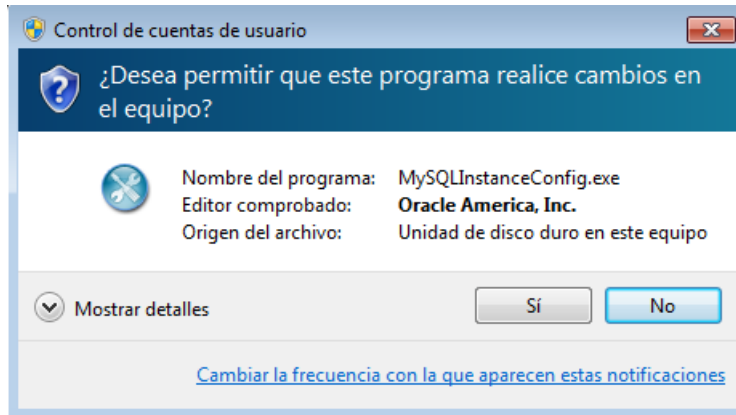 Control de cuentas de usuario
¿Desea permitir que este programa realice cambios en
el equipo?
Nombre del programa: MySQLInstanceConfig.exe
Editor comprobado: Oracle America, Inc.
Origen del archivo: Unidad de disco duro en este equipo
Mostrar detalles Sí No
Cambiar la frecuencia con la que aparecen estas notificaciones